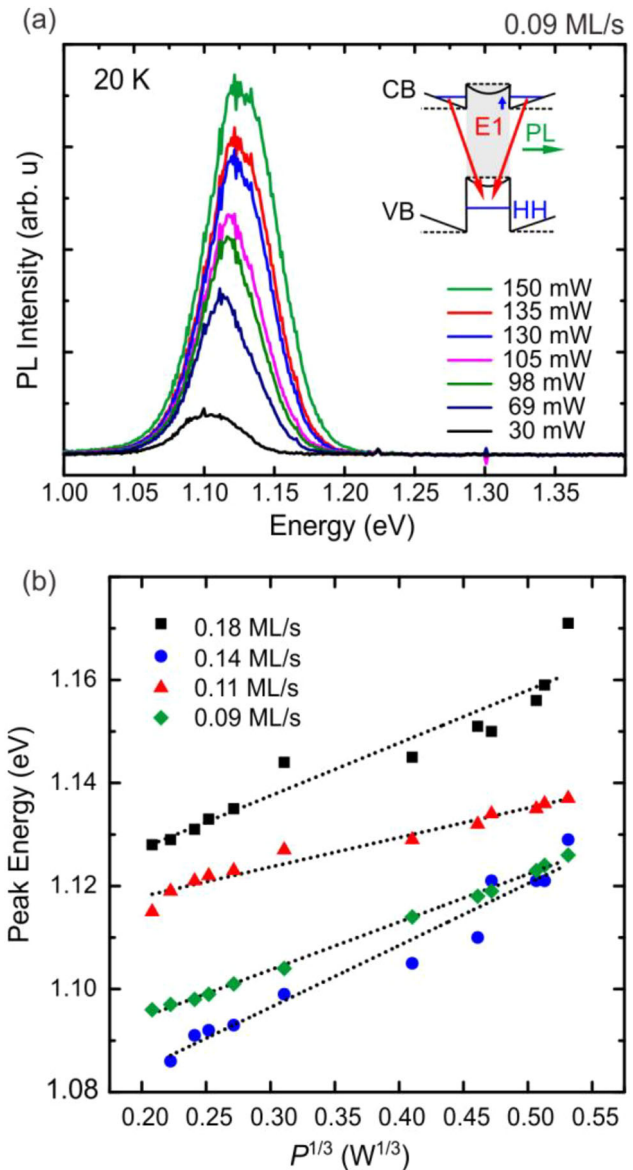 (a)
0.09 ML/s
20 K
CB
E1
PL
VB
HH
150 mW
135 mW
130 mW
105 mW
98 mW
69 mW
30 mW
PL Intensity (arb. u)
1.00 1.05 1.10 1.15 1.20 1.25 1.30 1.35
Energy (eV)
(b)
0.18 ML/s
0.14 ML/s
0.11 ML/s
0.09 ML/s
Peak Energy (eV)
1.16
1.14
1.12
1.10
1.08
0.20 0.25 0.30 0.35 0.40 0.45 0.50 0.55
P^1/3 (W^1/3)